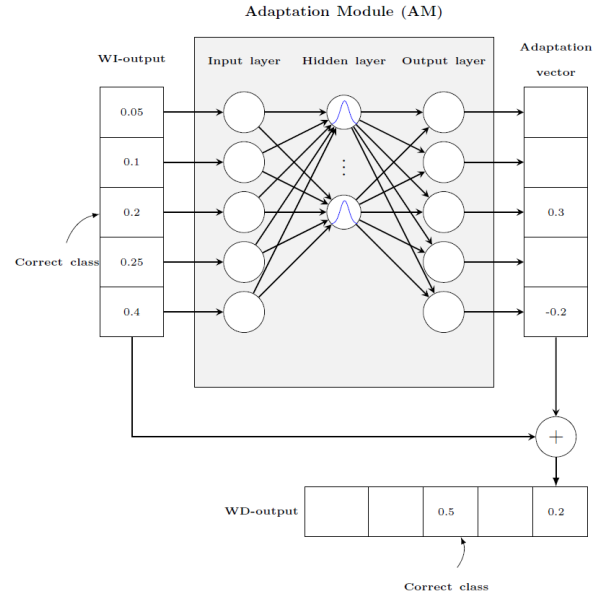 Adaptation Module (AM)
WI-output
Input layer
Hidden layer
Output layer
Adaptation
vector
0.05
0.1
0.2
0.3
Correct class
0.25
0.4
-0.2
+
WD-output
0.5
0.2
Correct class